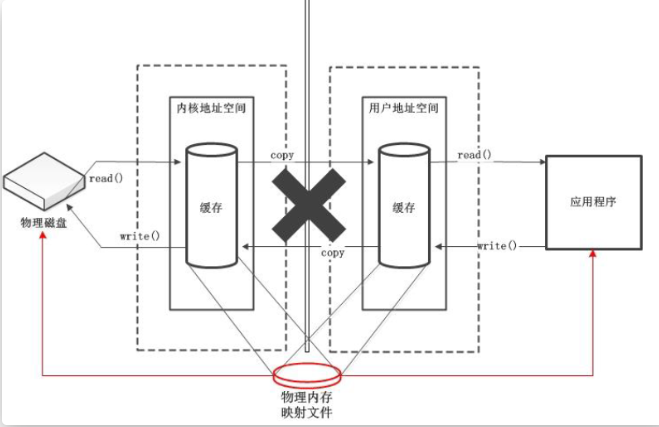 内核地址空间
用户地址空间
copy
read()
read()
缓存
缓存
应用程序
物理磁盘
write()
copy
write()
物理内存
映射文件